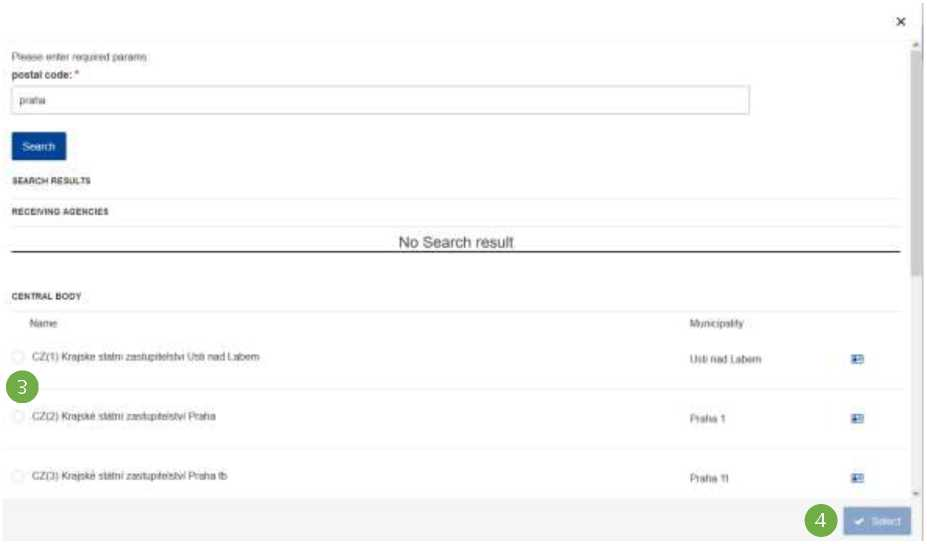 ×
Please enter required params
postal code: *
praha
Search
SEARCH RESULTS
RECEIVING AGENCIES
No Search result
CENTRAL BODY
Name Municipality
CZ(1) Krajske statni zastupitelstvi Usti nad Labem Usti nad Labem
3
CZ(2) Krajské státní zastupitelství Praha Praha 1
CZ(3) Krajské státní zastupitelství Praha tb Praha 11
4 Select